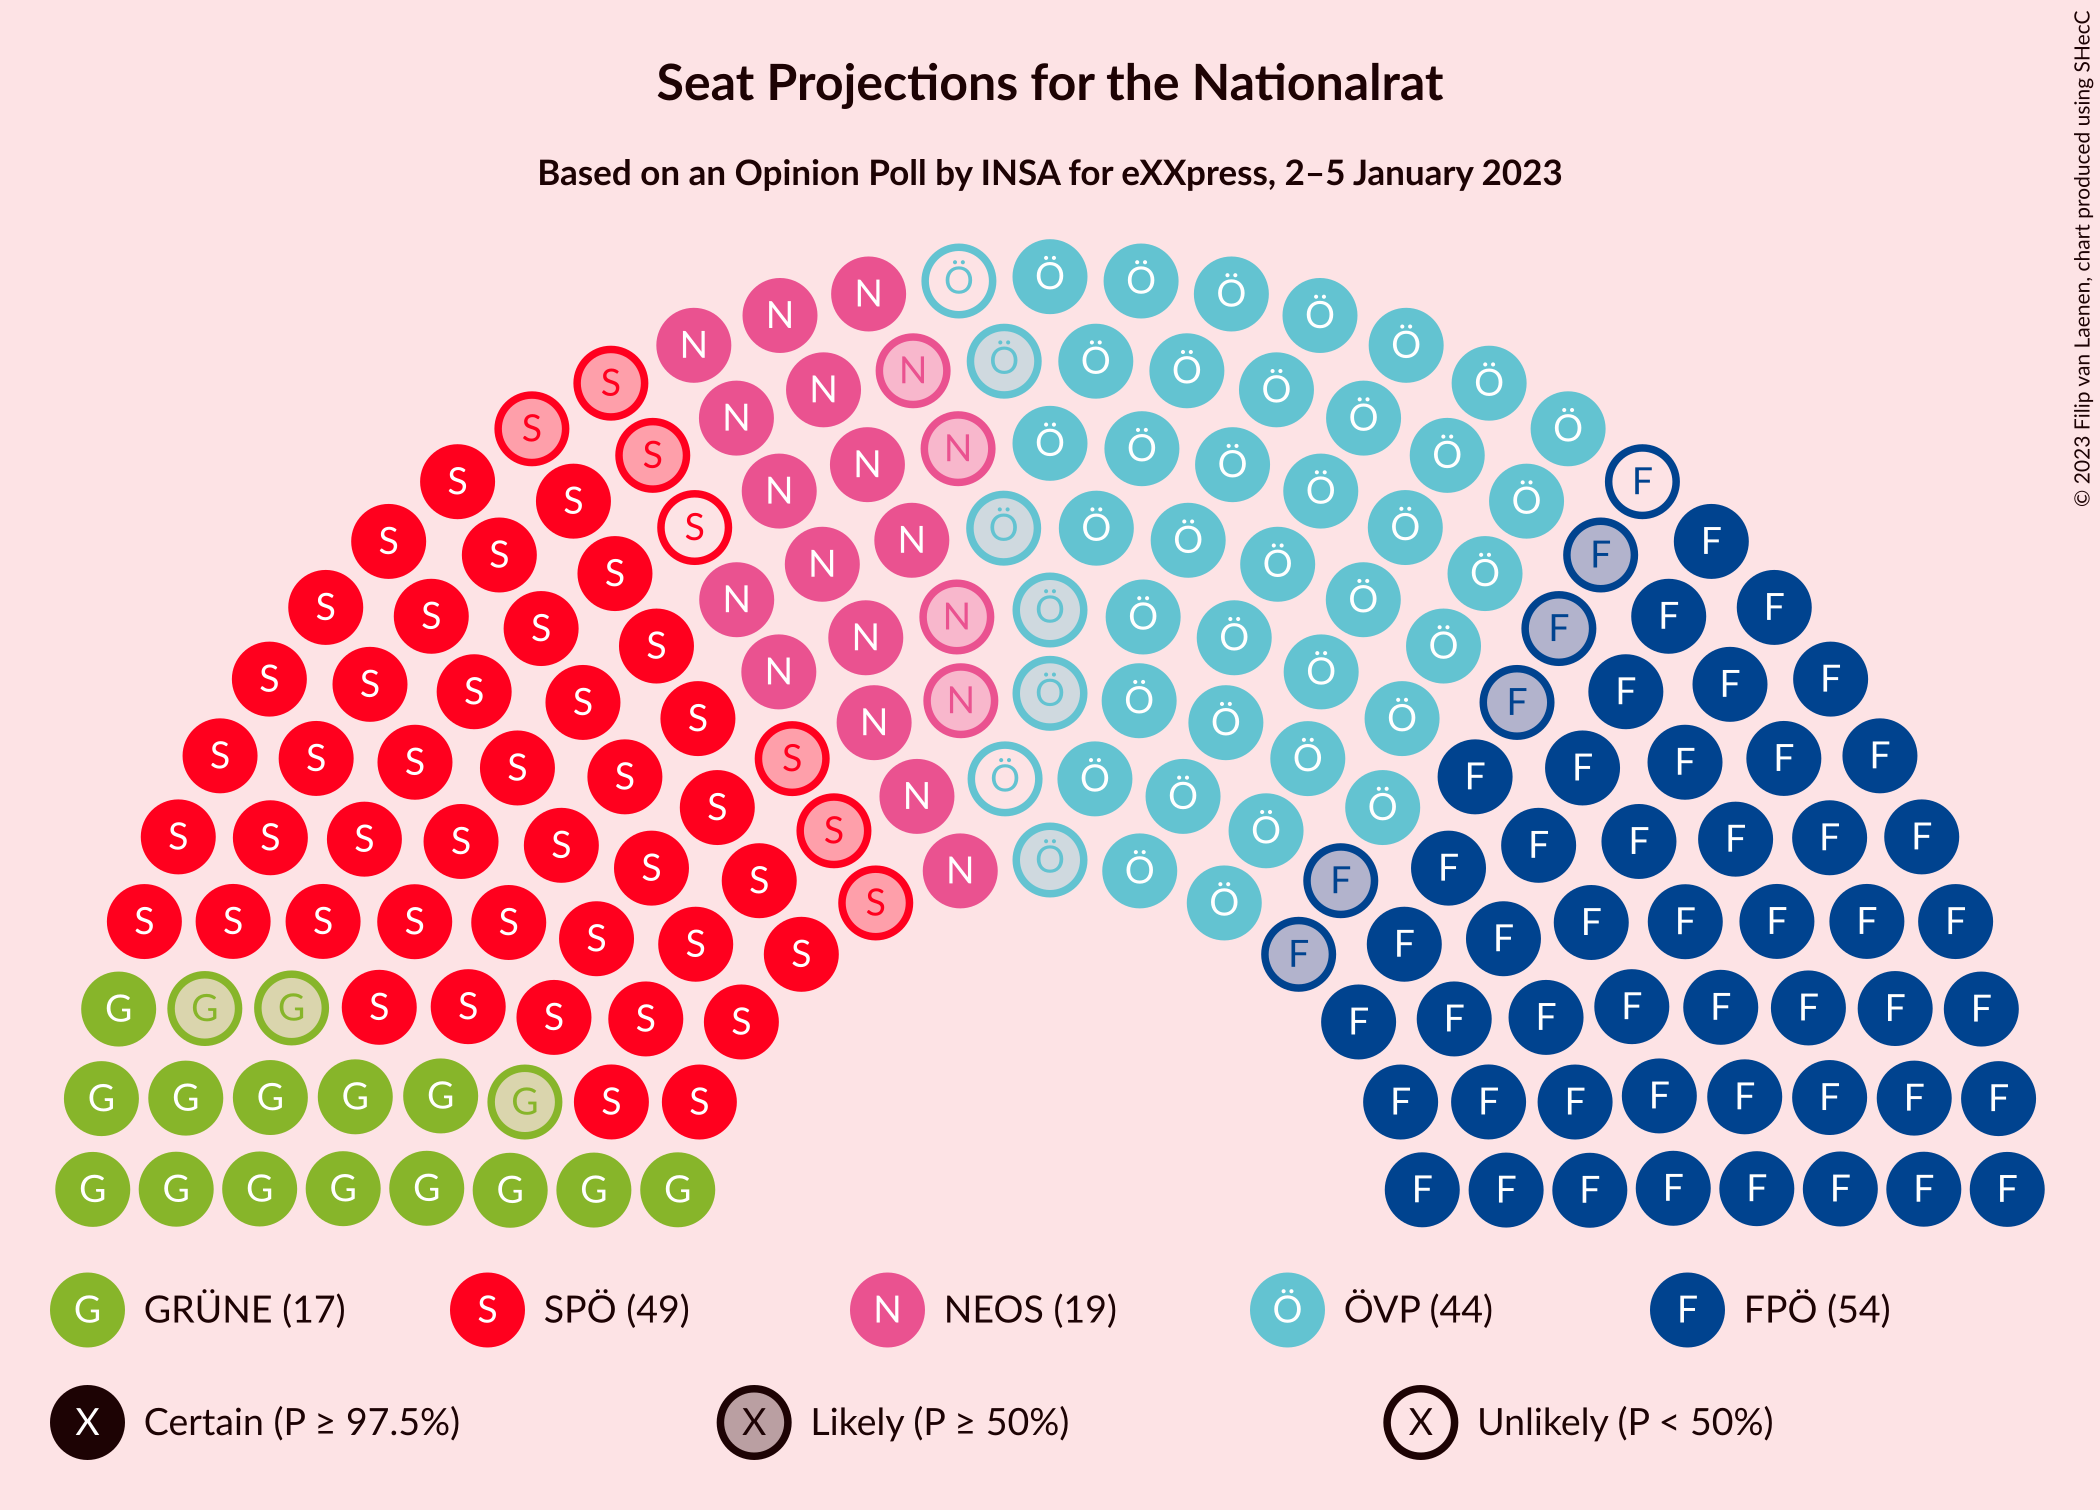 Seat Projections for the Nationalrat
Based on an Opinion Poll by INSA for eXXpress, 2–5 January 2023
© 2023 Filip van Laenen, chart produced using SHecC
N N N Ö Ö Ö Ö Ö Ö Ö Ö
S S N N N Ö Ö Ö Ö Ö Ö Ö F
S S S N N N Ö Ö Ö Ö Ö Ö F F
S S S S N N N Ö Ö Ö Ö Ö Ö F F F
S S S S N N N Ö Ö Ö Ö Ö F F F
S S S S S S N N Ö Ö Ö Ö Ö F F F F
S S S S S S S N Ö Ö Ö Ö Ö F F F F F
S S S S S S S S N Ö Ö Ö F F F F F F F
S S S S S S S S F F F F F F F F
G G G S S S S S F F F F F F F F
G G G G G G S S F F F F F F F F
G G G G G G G G F F F F F F F F
G GRÜNE (17) S SPÖ (49) N NEOS (19) Ö ÖVP (44) F FPÖ (54)
X Certain (P ≥ 97.5%) X Likely (P ≥ 50%) X Unlikely (P < 50%)